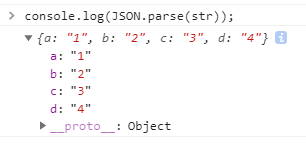 > console.log(JSON.parse(str));
▼{a: "1", b: "2", c: "3", d: "4"} i
a: "1"
b: "2"
c: "3"
d: "4"
▶__proto__: Object